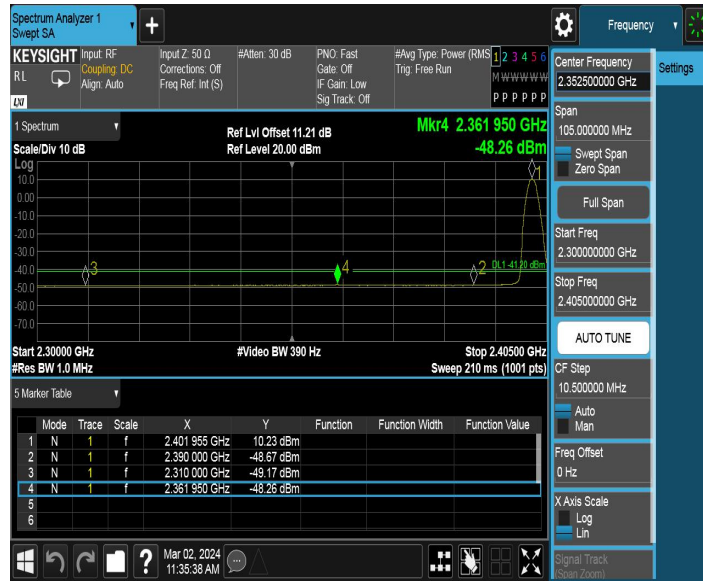 Spectrum Analyzer 1
Swept SA
+
Frequency
KEYSIGHT
RL
LXI
Input: RF
Coupling: DC
Align: Auto
Input Z: 50 Ω
Corrections: Off
Freq Ref: Int (S)
#Atten: 30 dB
PNO: Fast
Gate: Off
IF Gain: Low
Sig Track: Off
#Avg Type: Power (RMS
Trig: Free Run
1 2 3 4 5 6
M W W W W W
P P P P P P
1 Spectrum
Scale/Div 10 dB
Ref Lvl Offset 11.21 dB
Ref Level 20.00 dBm
Mkr4 2.361 950 GHz
-48.26 dBm
Log
10.0
0.00
-10.0
-20.0
-30.0
-40.0
-50.0
-60.0
-70.0
1
3
4
2
DL1 -41.20 dBm
Start 2.30000 GHz
#Res BW 1.0 MHz
#Video BW 390 Hz
Stop 2.40500 GHz
Sweep 210 ms (1001 pts)
5 Marker Table
Mode Trace Scale X Y Function Function Width Function Value
1 N 1 f 2.401 955 GHz 10.23 dBm
2 N 1 f 2.390 000 GHz -48.67 dBm
3 N 1 f 2.310 000 GHz -49.17 dBm
4 N 1 f 2.361 950 GHz -48.26 dBm
5
6
?
Mar 02, 2024
11:35:38 AM
Settings
Center Frequency
2.352500000 GHz
Span
105.000000 MHz
Swept Span
Zero Span
Full Span
Start Freq
2.300000000 GHz
Stop Freq
2.405000000 GHz
AUTO TUNE
CF Step
10.500000 MHz
Auto
Man
Freq Offset
0 Hz
X Axis Scale
Log
Lin
Signal Track
(Span Zoom)